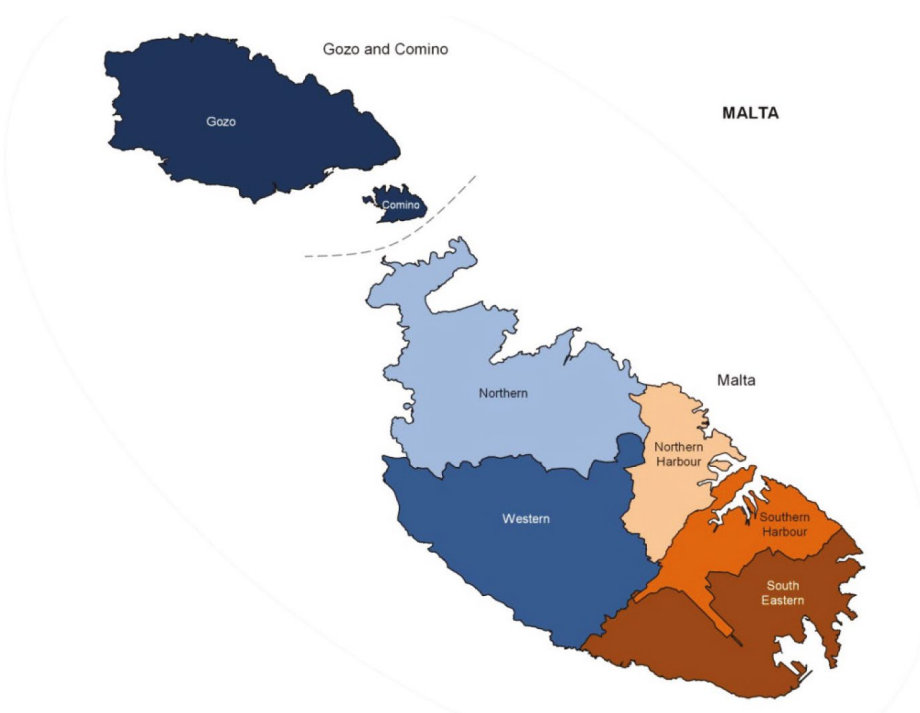 Gozo and Comino
Gozo
MALTA
Comino
Malta
Northern
Northern
Harbour
Western
Southern
Harbour
South
Eastern